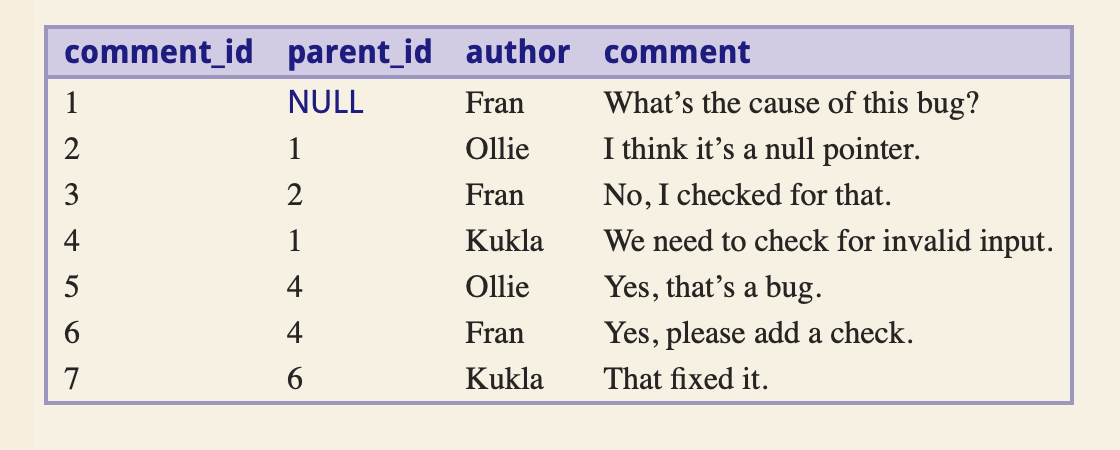 comment_id parent_id author comment
1 NULL Fran What’s the cause of this bug?
2 1 Ollie I think it’s a null pointer.
3 2 Fran No, I checked for that.
4 1 Kukla We need to check for invalid input.
5 4 Ollie Yes, that’s a bug.
6 4 Fran Yes, please add a check.
7 6 Kukla That fixed it.